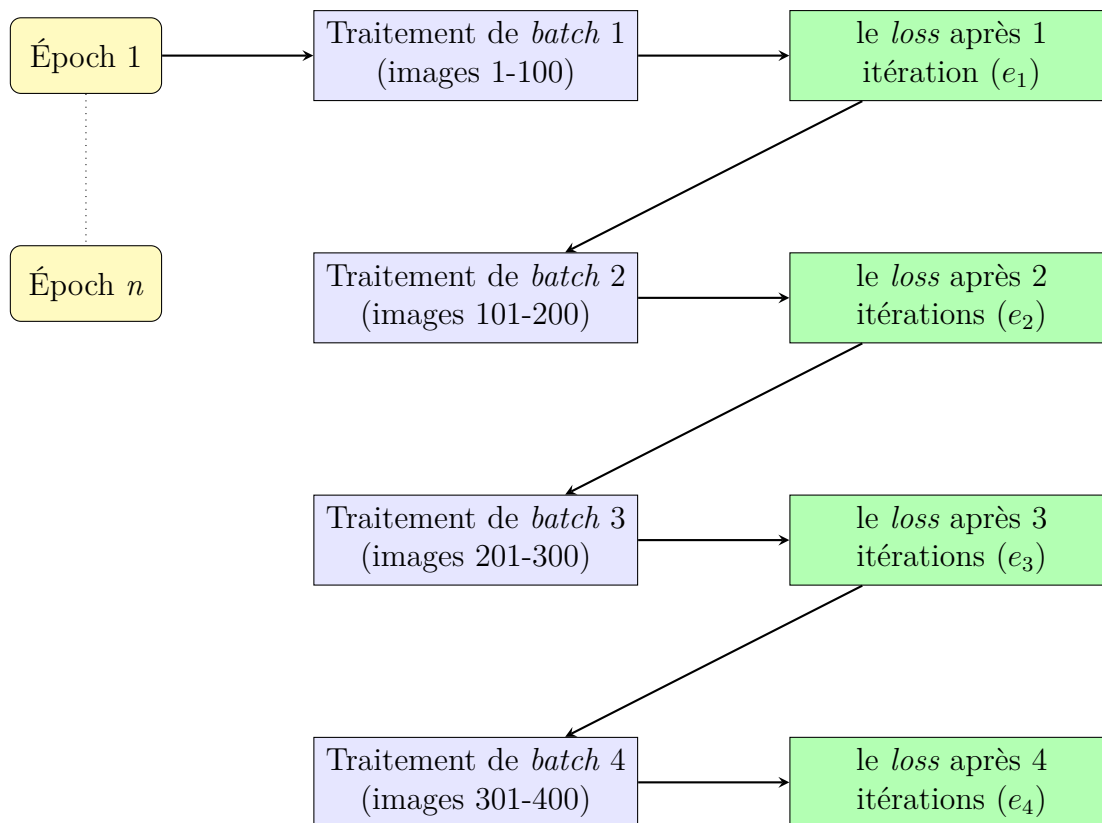 Époch 1
Traitement de batch 1
(images 1-100)
le loss après 1
itération (e₁)
Époch n
Traitement de batch 2
(images 101-200)
le loss après 2
itérations (e₂)
Traitement de batch 3
(images 201-300)
le loss après 3
itérations (e₃)
Traitement de batch 4
(images 301-400)
le loss après 4
itérations (e₄)